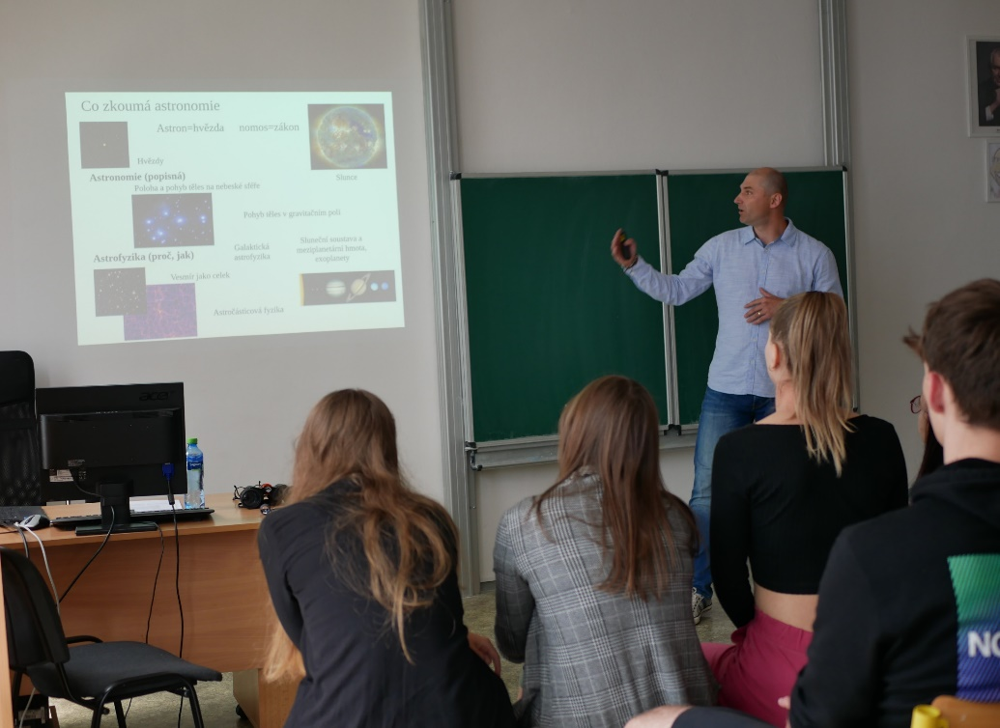 Co zkoumá astronomie
Astron=hvězda nomos=zákon
Hvězdy
Slunce
Astronomie (popisná)
Poloha a pohyb těles na nebeské sféře
Pohyb těles v gravitačním poli
Astrofyzika (proč, jak)
Galaktická
astrofyzika
Sluneční soustava a
meziplanetární hmota,
exoplanety
Vesmír jako celek
Astročásticová fyzika
acer
NO